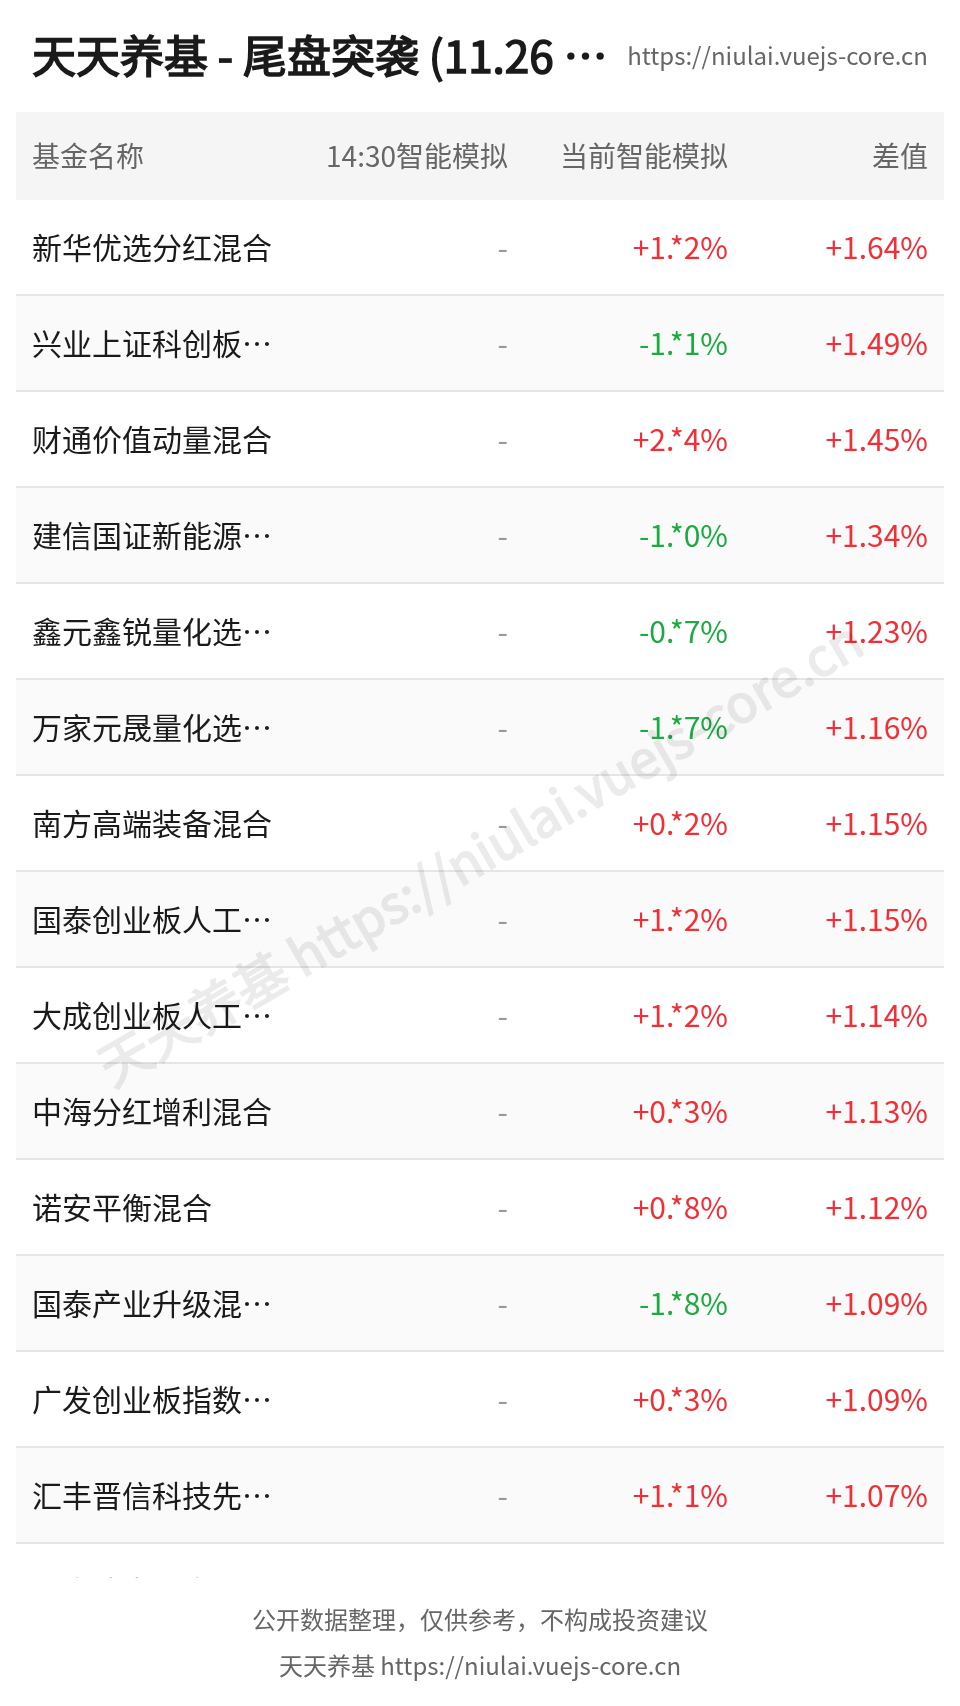 天天养基 - 尾盘突袭 (11.26 … https://niulai.vuejs-core.cn
基金名称 14:30智能模拟 当前智能模拟 差值
新华优选分红混合 - +1.*2% +1.64%
兴业上证科创板… - -1.*1% +1.49%
财通价值动量混合 - +2.*4% +1.45%
建信国证新能源… - -1.*0% +1.34%
鑫元鑫锐量化选… - -0.*7% +1.23%
万家元晟量化选… - -1.*7% +1.16%
南方高端装备混合 - +0.*2% +1.15%
国泰创业板人工… - +1.*2% +1.15%
大成创业板人工… - +1.*2% +1.14%
中海分红增利混合 - +0.*3% +1.13%
诺安平衡混合 - +0.*8% +1.12%
国泰产业升级混… - -1.*8% +1.09%
广发创业板指数… - +0.*3% +1.09%
汇丰晋信科技先… - +1.*1% +1.07%
天天养基 https://niulai.vuejs-core.cn
公开数据整理，仅供参考，不构成投资建议
天天养基 https://niulai.vuejs-core.cn